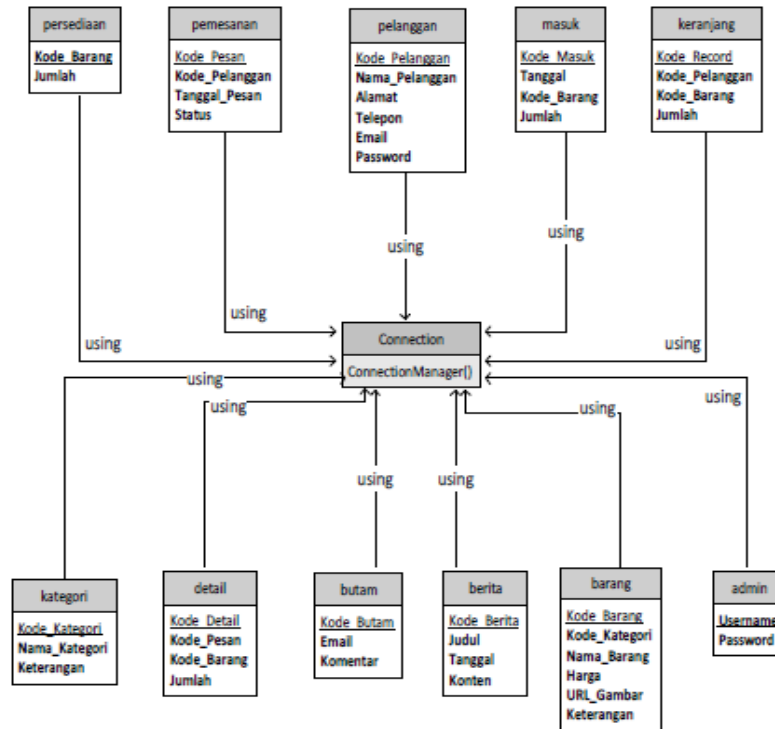 persediaan
Kode_Barang
Jumlah
pemesanan
Kode_Pesan
Kode_Pelanggan
Tanggal_Pesan
Status
pelanggan
Kode_Pelanggan
Nama_Pelanggan
Alamat
Telepon
Email
Password
masuk
Kode_Masuk
Tanggal
Kode_Barang
Jumlah
keranjang
Kode_Record
Kode_Pelanggan
Kode_Barang
Jumlah
using
using
using
using
using
Connection
ConnectionManager()
using
using
using
using
using
using
kategori
Kode_Kategori
Nama_Kategori
Keterangan
detail
Kode_Detail
Kode_Pesan
Kode_Barang
Jumlah
butam
Kode_Butam
Email
Komentar
berita
Kode_Berita
Judul
Tanggal
Konten
barang
Kode_Barang
Kode_Kategori
Nama_Barang
Harga
URL_Gambar
Keterangan
admin
Username
Password